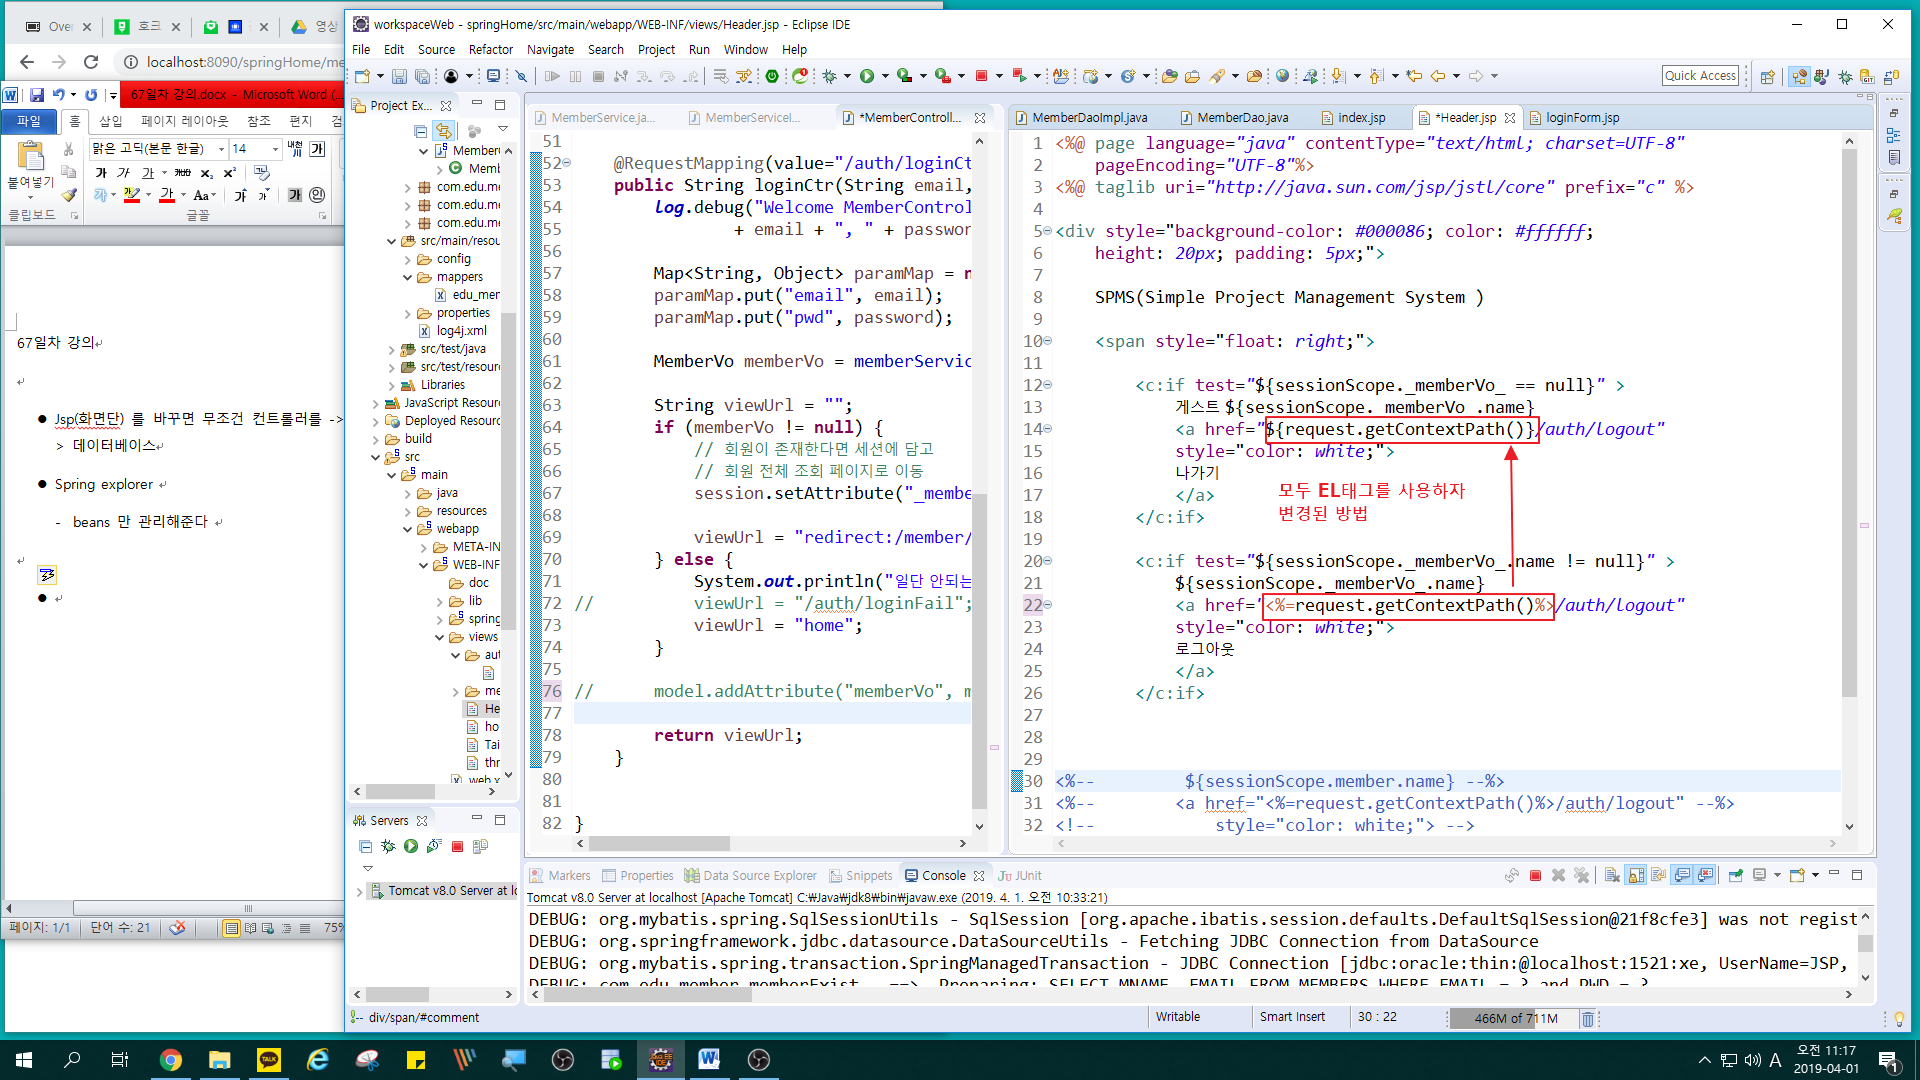 Over
호크
영상
localhost:8090/springHome/me
67일차 강의.docx - Microsoft Word (...
파일 홈 삽입 페이지 레이아웃 참조 편지 검
붙여넣기
맑은 고딕(본문 한글) 14
클립보드 글꼴
67일차 강의
Jsp(화면단) 를 바꾸면 무조건 컨트롤러를 ->
> 데이터베이스
Spring explorer
- beans 만 관리해준다
페이지: 1/1 단어 수: 21 75%
workspaceWeb - springHome/src/main/webapp/WEB-INF/views/Header.jsp - Eclipse IDE
File Edit Source Refactor Navigate Search Project Run Window Help
Quick Access
Project Ex...
Member
Memb
com.edu.me
com.edu.me
com.edu.me
src/main/resou
config
mappers
edu_mem
properties
log4j.xml
src/test/java
src/test/resour
Libraries
JavaScript Resour
Deployed Resourc
build
src
main
java
resources
webapp
META-IN
WEB-INF
doc
lib
spring
views
aut
me
He
ho
Tai
thr
web.x
Servers
Tomcat v8.0 Server at lo
MemberService.ja... MemberServiceI... *MemberControll...
51
52 @RequestMapping(value="/auth/loginCt
53 public String loginCtr(String email,
54 log.debug("Welcome MemberControl
55 + email + ", " + passwor
56
57 Map<String, Object> paramMap = n
58 paramMap.put("email", email);
59 paramMap.put("pwd", password);
60
61 MemberVo memberVo = memberServic
62
63 String viewUrl = "";
64 if (memberVo != null) {
65 // 회원이 존재한다면 세선에 담고
66 // 회원 전체 조회 페이지로 이동
67 session.setAttribute("_membe
68
69 viewUrl = "redirect:/member/
70 } else {
71 System.out.println("일단 안되는
72 // viewUrl = "/auth/loginFail";
73 viewUrl = "home";
74 }
75
76 // model.addAttribute("memberVo", m
77
78 return viewUrl;
79 }
80
81
82 }
MemberDaoImpl.java MemberDao.java index.jsp *Header.jsp loginForm.jsp
1 <%@ page language="java" contentType="text/html; charset=UTF-8"
2 pageEncoding="UTF-8"%>
3 <%@ taglib uri="http://java.sun.com/jsp/jstl/core" prefix="c" %>
4
5 <div style="background-color: #000086; color: #ffffff;
6 height: 20px; padding: 5px;">
7
8 SPMS(Simple Project Management System )
9
10 <span style="float: right;">
11
12 <c:if test="${sessionScope._memberVo_ == null}" >
13 게스트 ${sessionScope._memberVo_.name}
14 <a href="${request.getContextPath()}/auth/logout"
15 style="color: white;">
16 나가기
17 </a>
18 </c:if>
모두 EL태그를 사용하자
변경된 방법
19
20 <c:if test="${sessionScope._memberVo_.name != null}" >
21 ${sessionScope._memberVo_.name}
22 <a href="<%=request.getContextPath()%>/auth/logout"
23 style="color: white;">
24 로그아웃
25 </a>
26 </c:if>
27
28
29
30 <%-- ${sessionScope.member.name} --%>
31 <%-- <a href="<%=request.getContextPath()%>/auth/logout" --%>
32 <!-- style="color: white;"> -->
Markers Properties Data Source Explorer Snippets Console JUnit
Tomcat v8.0 Server at localhost [Apache Tomcat] C:₩Java₩jdk8₩bin₩javaw.exe (2019. 4. 1. 오전 10:33:21)
DEBUG: org.mybatis.spring.SqlSessionUtils - SqlSession [org.apache.ibatis.session.defaults.DefaultSqlSession@21f8cfe3] was not regist
DEBUG: org.springframework.jdbc.datasource.DataSourceUtils - Fetching JDBC Connection from DataSource
DEBUG: org.mybatis.spring.transaction.SpringManagedTransaction - JDBC Connection [jdbc:oracle:thin:@localhost:1521:xe, UserName=JSP,
DEBUG: com.edu.member.memberExist - ==> Preparing: SELECT MNAME, EMAIL FROM MEMBERS WHERE EMAIL = ? and PWD = ?
div/span/#comment Writable Smart Insert 30 : 22 466M of 711M
오전 11:17
2019-04-01